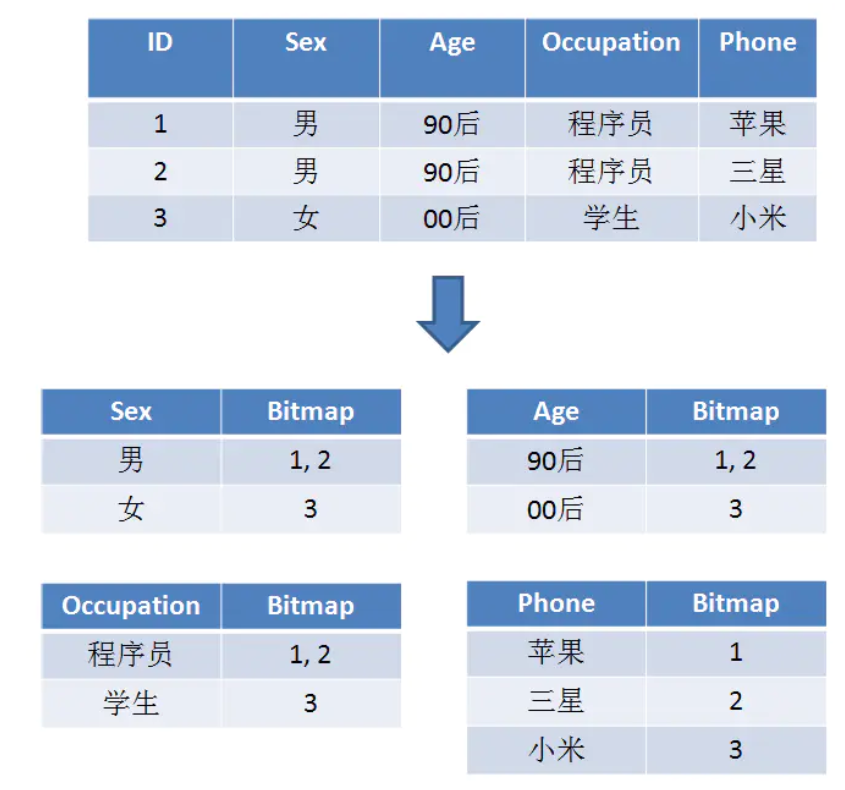 ID Sex Age Occupation Phone
1 男 90后 程序员 苹果
2 男 90后 程序员 三星
3 女 00后 学生 小米
Sex Bitmap
男 1, 2
女 3
Age Bitmap
90后 1, 2
00后 3
Occupation Bitmap
程序员 1, 2
学生 3
Phone Bitmap
苹果 1
三星 2
小米 3